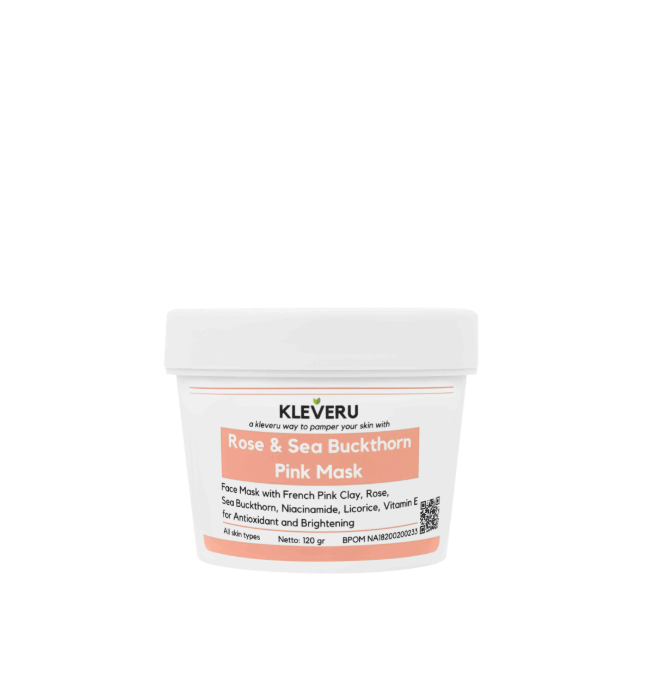 KLEVERU
a kleveru way to pamper your skin with
Rose & Sea Buckthorn
Pink Mask
Face Mask with French Pink Clay, Rose,
Sea Buckthorn, Niacinamide, Licorice, Vitamin E
for Antioxidant and Brightening
All skin types Netto: 120 gr BPOM NA18200200233